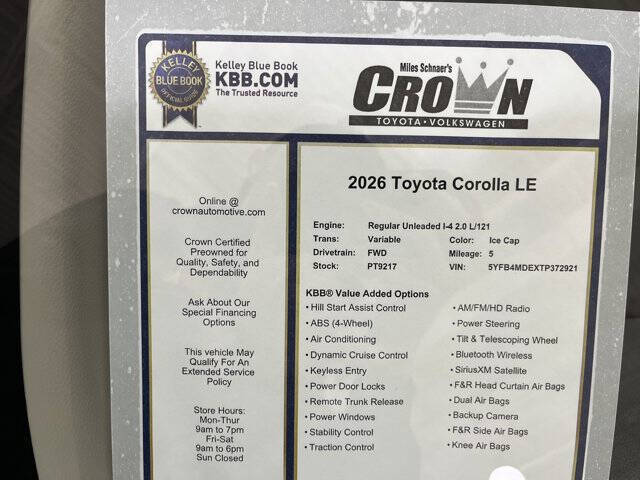 KELLEY
BLUE BOOK
OFFICIAL GUIDE
Kelley Blue Book
KBB.COM
The Trusted Resource
Miles Schnaer's
CROWN
TOYOTA • VOLKSWAGEN
Online @
crownautomotive.com
Crown Certified
Preowned for
Quality, Safety, and
Dependability
Ask About Our
Special Financing
Options
This vehicle May
Qualify For An
Extended Service
Policy
Store Hours:
Mon-Thur
9am to 7pm
Fri-Sat
9am to 6pm
Sun Closed
2026 Toyota Corolla LE
Engine: Regular Unleaded I-4 2.0 L/121
Trans: Variable Color: Ice Cap
Drivetrain: FWD Mileage: 5
Stock: PT9217 VIN: 5YFB4MDEXTP372921
KBB® Value Added Options
• Hill Start Assist Control
• ABS (4-Wheel)
• Air Conditioning
• Dynamic Cruise Control
• Keyless Entry
• Power Door Locks
• Remote Trunk Release
• Power Windows
• Stability Control
• Traction Control
• AM/FM/HD Radio
• Power Steering
• Tilt & Telescoping Wheel
• Bluetooth Wireless
• SiriusXM Satellite
• F&R Head Curtain Air Bags
• Dual Air Bags
• Backup Camera
• F&R Side Air Bags
• Knee Air Bags